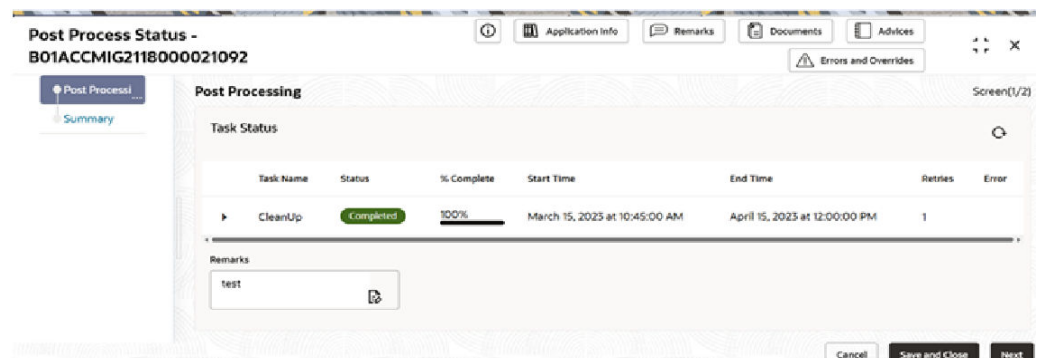 Post Process Status -
B01ACCMIG2118000021092
Application Info
Remarks
Documents
Advices
Errors and Overrides
Post Processi...
Summary
Post Processing
Screen(1/2)
Task Status
Task Name Status % Complete Start Time End Time Retries Error
CleanUp Completed 100% March 15, 2023 at 10:45:00 AM April 15, 2023 at 12:00:00 PM 1
Remarks
test
Cancel Save and Close Next